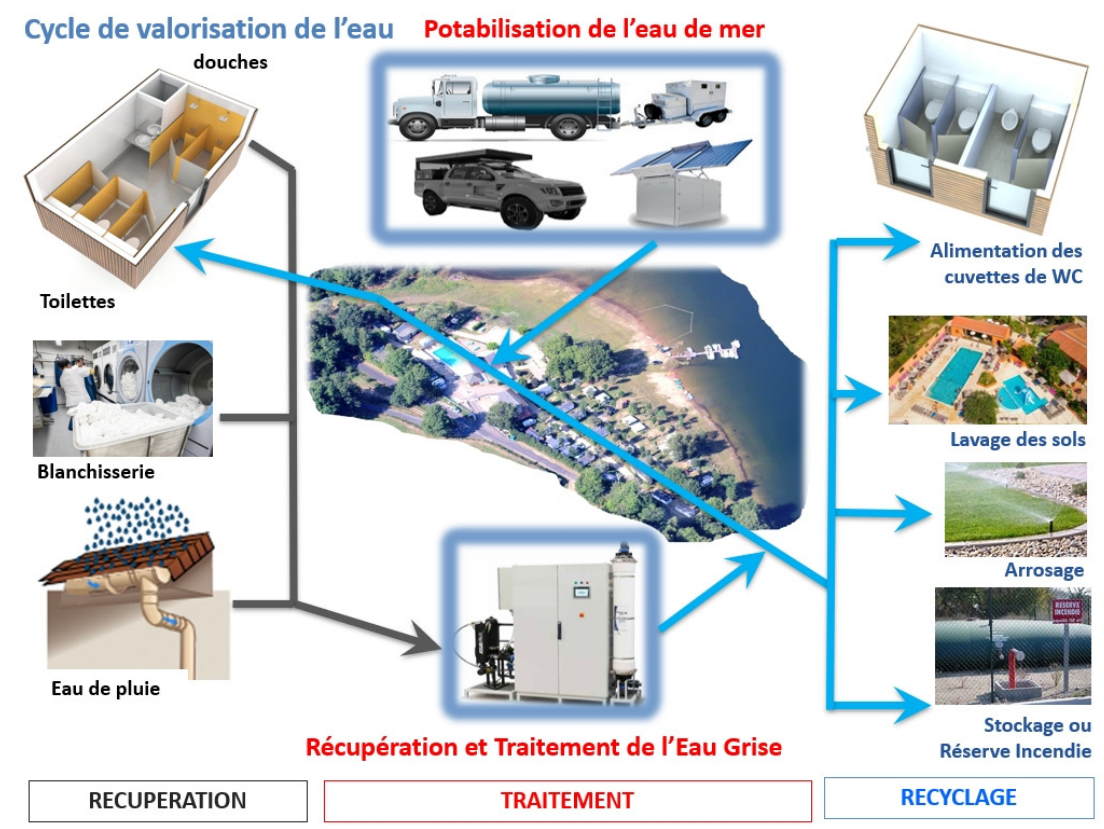 Cycle de valorisation de l'eau
Potabilisation de l'eau de mer
douches
Toilettes
Blanchisserie
Eau de pluie
Alimentation des
cuvettes de WC
Lavage des sols
Arrosage
RESERVE
INCENDIE
Stockage ou
Réserve Incendie
Récupération et Traitement de l'Eau Grise
RECUPERATION
TRAITEMENT
RECYCLAGE